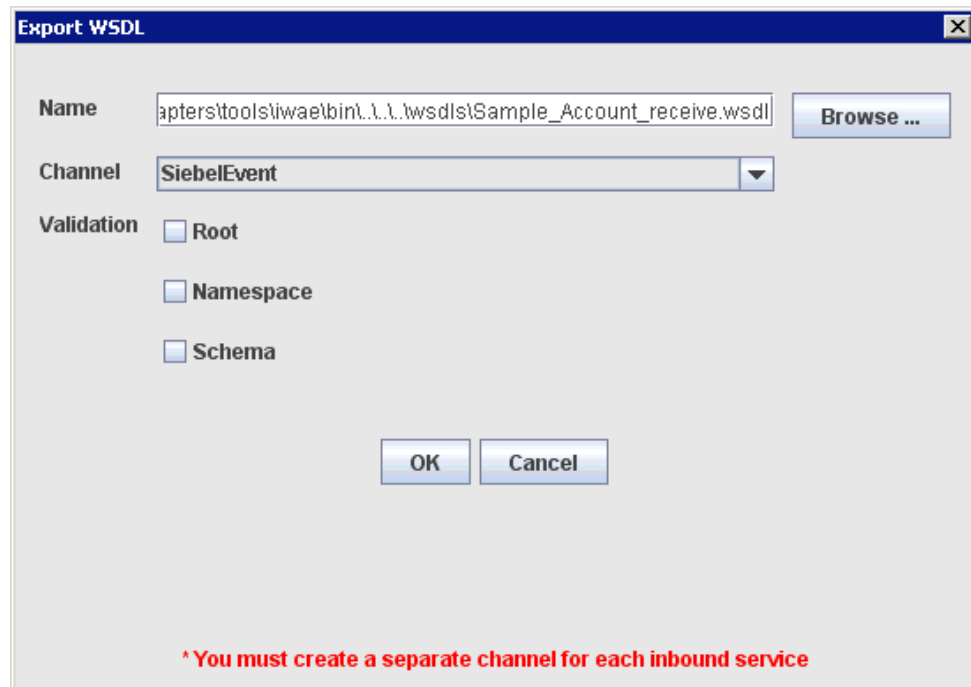 Export WSDL
Name apters\tools\iwae\bin\..\..\..\wsdls\Sample_Account_receive.wsdl Browse ...
Channel SiebelEvent
Validation Root
Namespace
Schema
OK Cancel
* You must create a separate channel for each inbound service